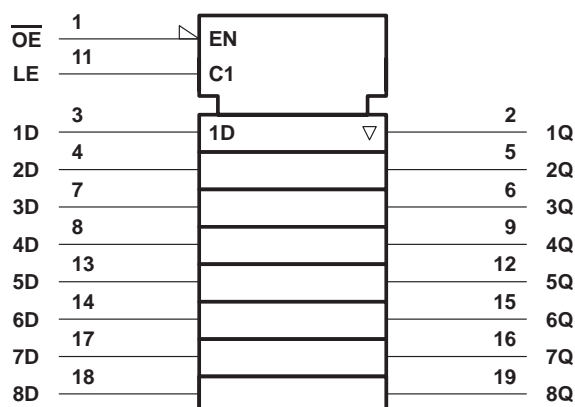 1
OE EN
11
LE C1
3 2
1D 1D ▽ 1Q
4 5
2D 2Q
7 6
3D 3Q
8 9
4D 4Q
13 12
5D 5Q
14 15
6D 6Q
17 16
7D 7Q
18 19
8D 8Q